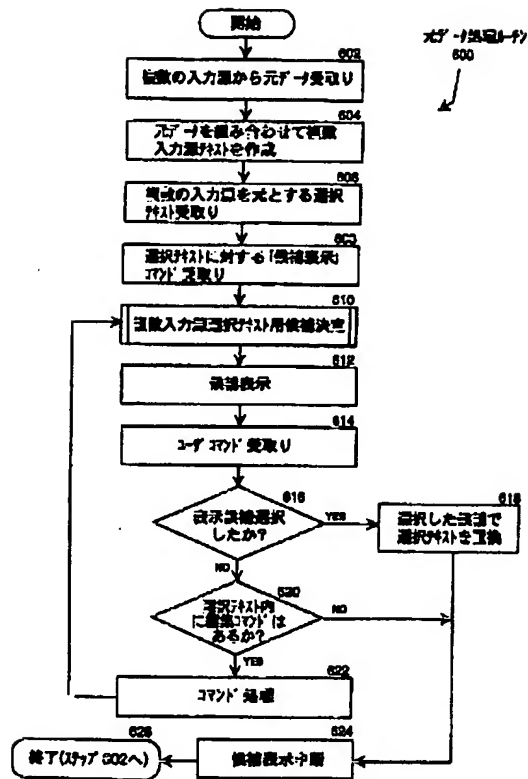 開始
元データ処理ルーチン
600
602
複数の入力源から元データ受取り
604
元データを組み合わせて複数
入力源テキストを作成
606
複数の入力源を元とする選択
テキスト受取り
608
選択テキストに対する「候補表示」
コマンド受取り
610
複数入力源選択テキスト用候補決定
612
候補表示
614
ユーザコマンド受取り
616
表示候補選択
したか?
YES
618
選択した候補で
選択テキストを置換
NO
620
選択テキスト内
に編集コマンドは
あるか?
NO
YES
622
コマンド処理
626
終了(ステップ602へ)
624
候補表示中断